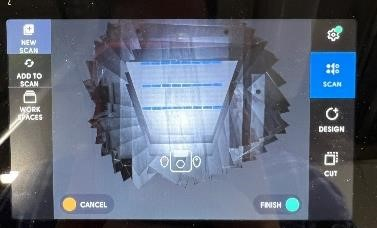 NEW
SCAN
ADD TO
SCAN
WORK
SPACES
SCAN
DESIGN
CUT
CANCEL
FINISH